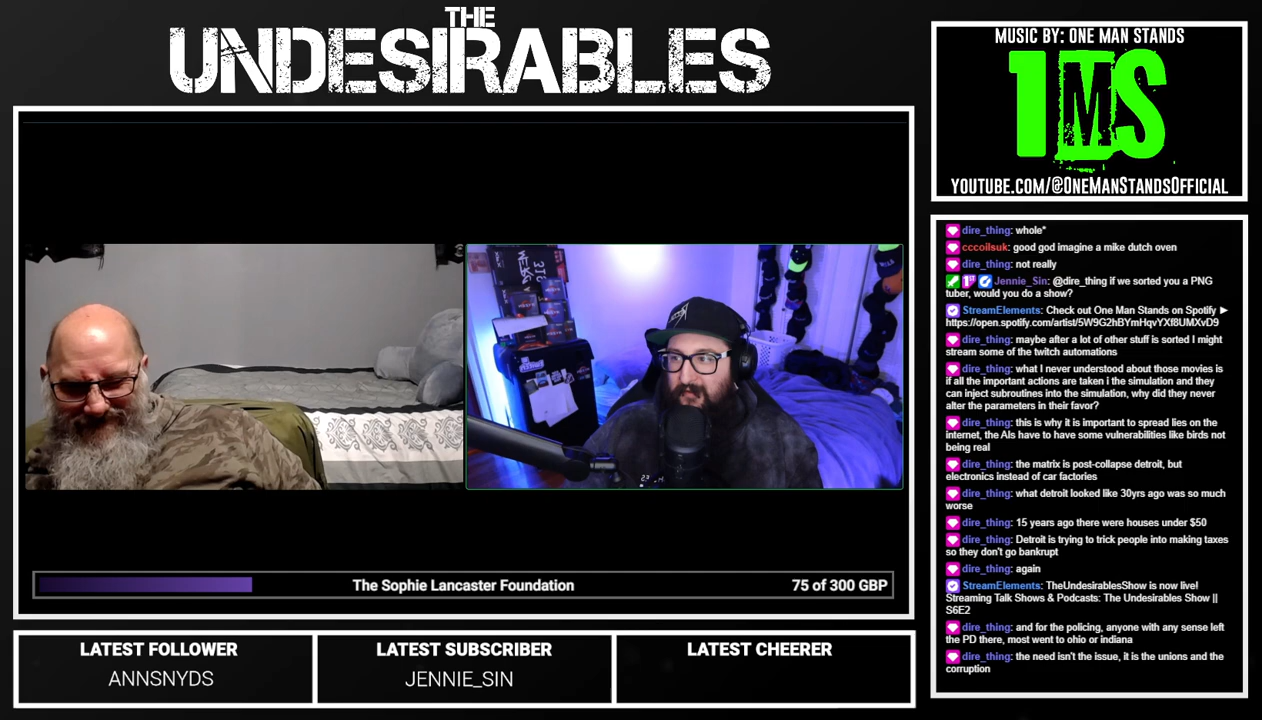 THE
UNDESIRABLES
MUSIC BY: ONE MAN STANDS
1MS
YOUTUBE.COM/@ONEMANSTANDSOFFICIAL
dire_thing: whole*
cccoilsuk: good god imagine a mike dutch oven
dire_thing: not really
Jennie_Sin: @dire_thing if we sorted you a PNG
tuber, would you do a show?
StreamElements: Check out One Man Stands on Spotify ►
https://open.spotify.com/artist/5W9G2hBYmHqvYXf8UMXvD9
dire_thing: maybe after a lot of other stuff is sorted I might
stream some of the twitch automations
dire_thing: what I never understood about those movies is
if all the important actions are taken i the simulation and they
can inject subroutines into the simulation, why did they never
alter the parameters in their favor?
dire_thing: this is why it is important to spread lies on the
internet, the AIs have to have some vulnerabilities like birds not
being real
dire_thing: the matrix is post-collapse detroit, but
electronics instead of car factories
dire_thing: what detroit looked like 30yrs ago was so much
worse
dire_thing: 15 years ago there were houses under $50
dire_thing: Detroit is trying to trick people into making taxes
so they don't go bankrupt
dire_thing: again
StreamElements: TheUndesirablesShow is now live!
Streaming Talk Shows & Podcasts: The Undesirables Show ||
S6E2
dire_thing: and for the policing, anyone with any sense left
the PD there, most went to ohio or indiana
dire_thing: the need isn't the issue, it is the unions and the
corruption
The Sophie Lancaster Foundation 75 of 300 GBP
LATEST FOLLOWER
ANNSNYDS
LATEST SUBSCRIBER
JENNIE_SIN
LATEST CHEERER